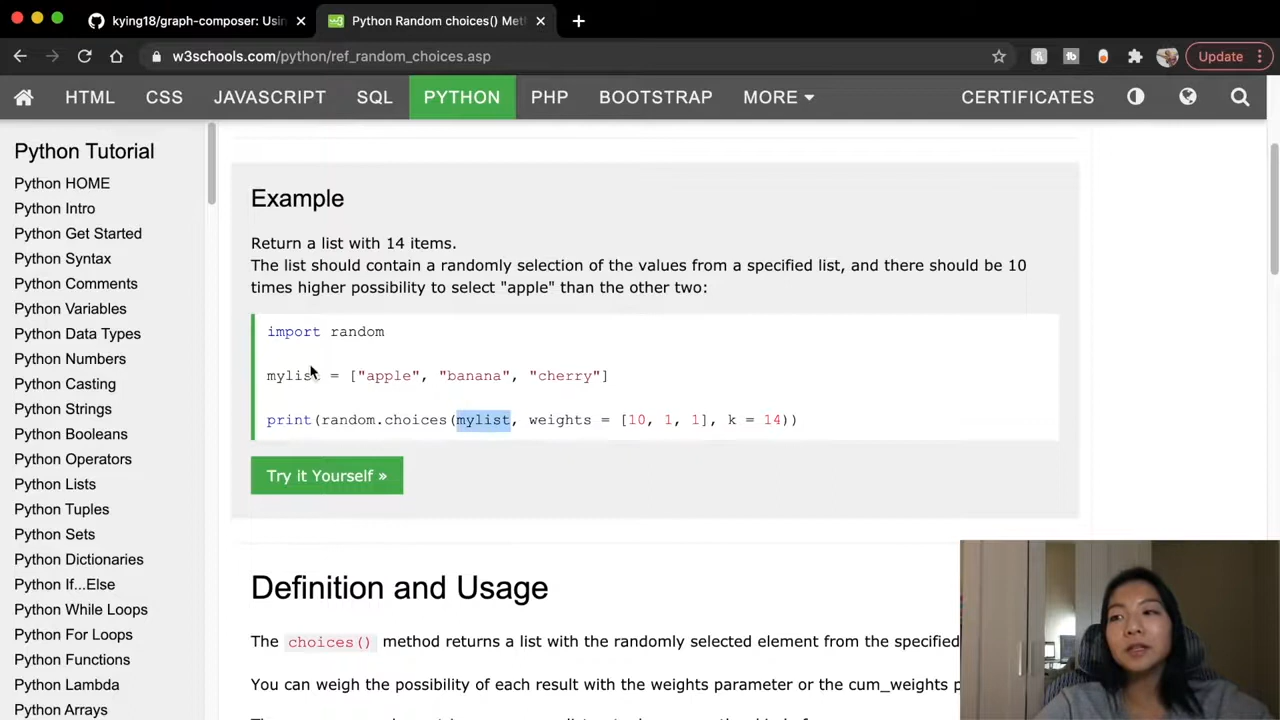 kying18/graph-composer: Usin
Python Random choices() Met
w3schools.com/python/ref_random_choices.asp
Update
HTML
CSS
JAVASCRIPT
SQL
PYTHON
PHP
BOOTSTRAP
MORE
CERTIFICATES
Python Tutorial
Python HOME
Python Intro
Python Get Started
Python Syntax
Python Comments
Python Variables
Python Data Types
Python Numbers
Python Casting
Python Strings
Python Booleans
Python Operators
Python Lists
Python Tuples
Python Sets
Python Dictionaries
Python If...Else
Python While Loops
Python For Loops
Python Functions
Python Lambda
Python Arrays
Example
Return a list with 14 items.
The list should contain a randomly selection of the values from a specified list, and there should be 10
times higher possibility to select "apple" than the other two:
import random
mylist = ["apple", "banana", "cherry"]
print(random.choices(mylist, weights = [10, 1, 1], k = 14))
Try it Yourself »
Definition and Usage
The choices() method returns a list with the randomly selected element from the specified
You can weigh the possibility of each result with the weights parameter or the cum_weights p